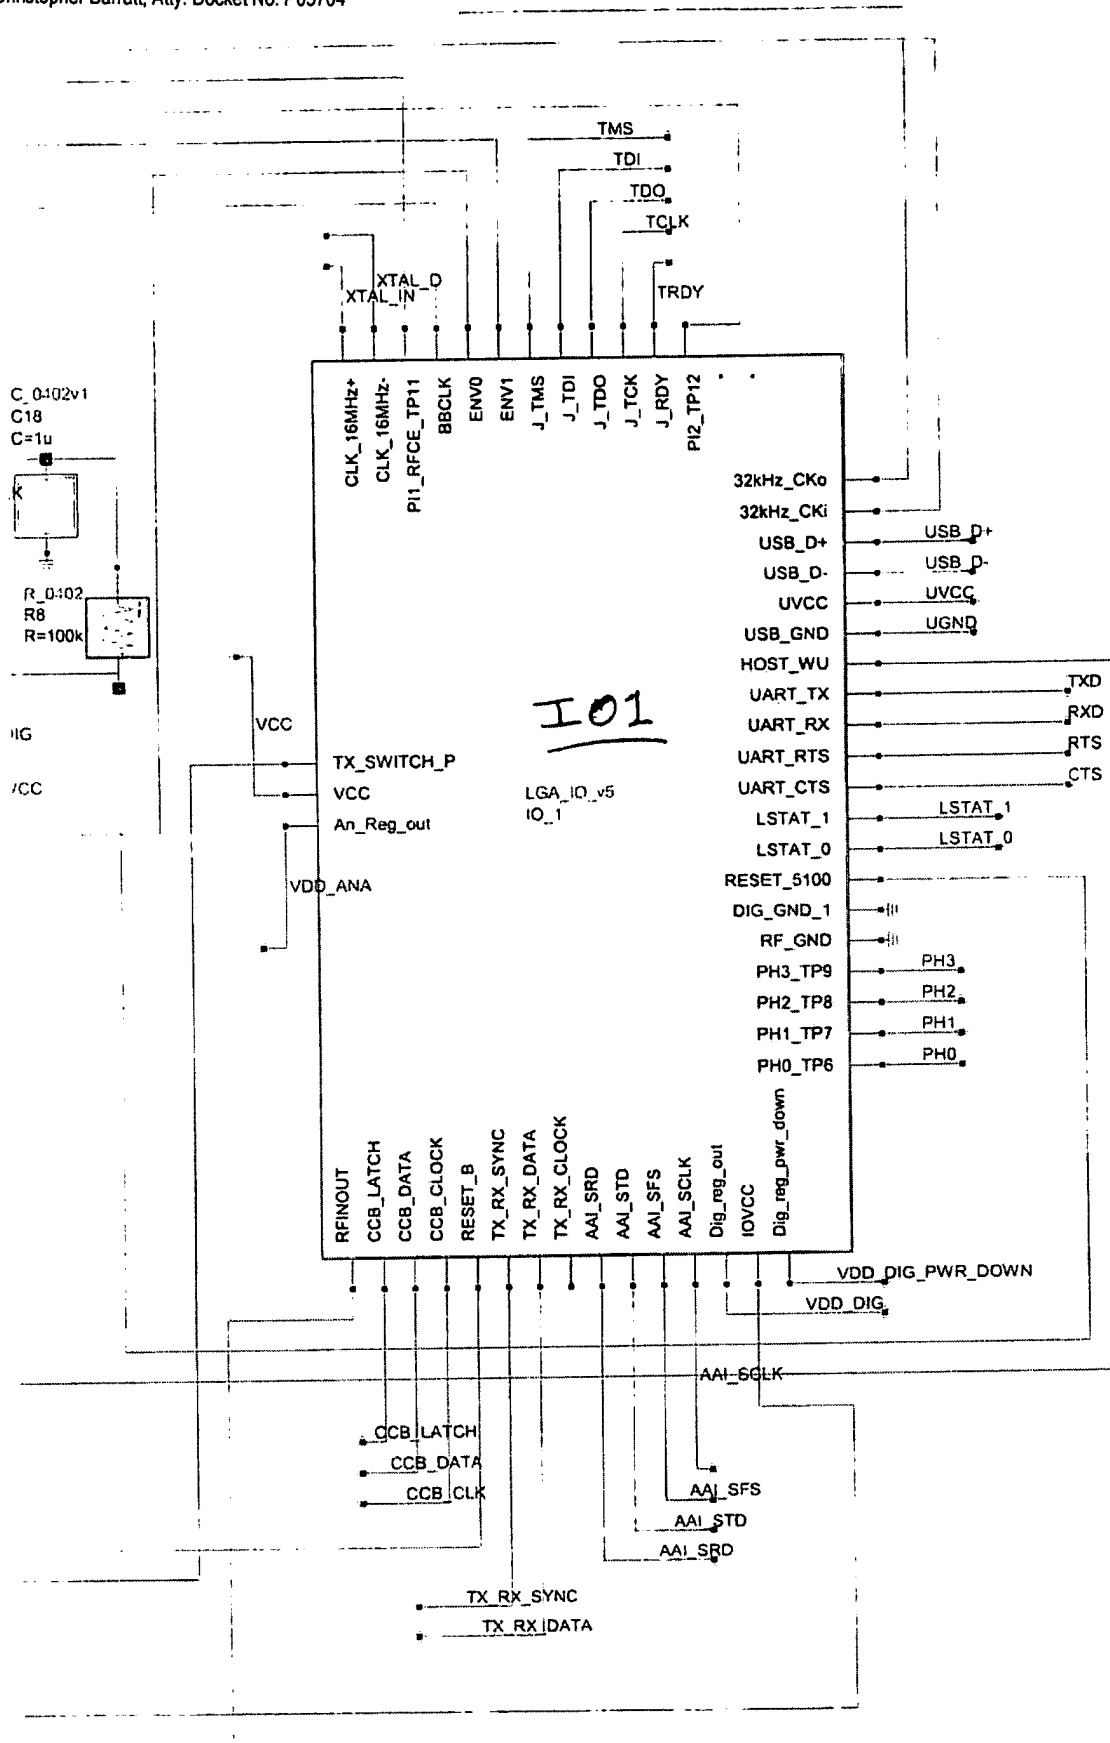 Christopher Barratt, Atty. Docket No. P05764
TMS
TDI
TDO
TCLK
XTAL_D
XTAL_IN
TRDY
CLK_16MHz+
CLK_16MHz-
PI1_RFCE_TP11
BBCLK
ENV0
ENV1
J_TMS
J_TDI
J_TDO
J_TCK
J_RDY
PI2_TP12
C_0402v1
C18
C=1u
K
R_0402
R8
R=100k
32kHz_CKo
32kHz_CKi
USB_D+ USB_D+
USB_D- USB_D-
UVCC UVCC
USB_GND UGND
HOST_WU
UART_TX TXD
UART_RX RXD
UART_RTS RTS
UART_CTS CTS
LSTAT_1 LSTAT_1
LSTAT_0 LSTAT_0
RESET_5100
DIG_GND_1
RF_GND
PH3_TP9 PH3
PH2_TP8 PH2
PH1_TP7 PH1
PH0_TP6 PH0
IO1
VCC
DIG
VCC
TX_SWITCH_P
VCC
An_Reg_out
LGA_IO_v5
IO_1
VDD_ANA
RFINOUT
CCB_LATCH
CCB_DATA
CCB_CLOCK
RESET_B
TX_RX_SYNC
TX_RX_DATA
TX_RX_CLOCK
AAI_SRD
AAI_STD
AAI_SFS
AAI_SCLK
Dig_reg_out
IOVCC
Dig_reg_pwr_down
VDD_DIG_PWR_DOWN
VDD_DIG
AAI_SCLK
CCB_LATCH
CCB_DATA
CCB_CLK
AAI_SFS
AAI_STD
AAI_SRD
TX_RX_SYNC
TX_RX_DATA